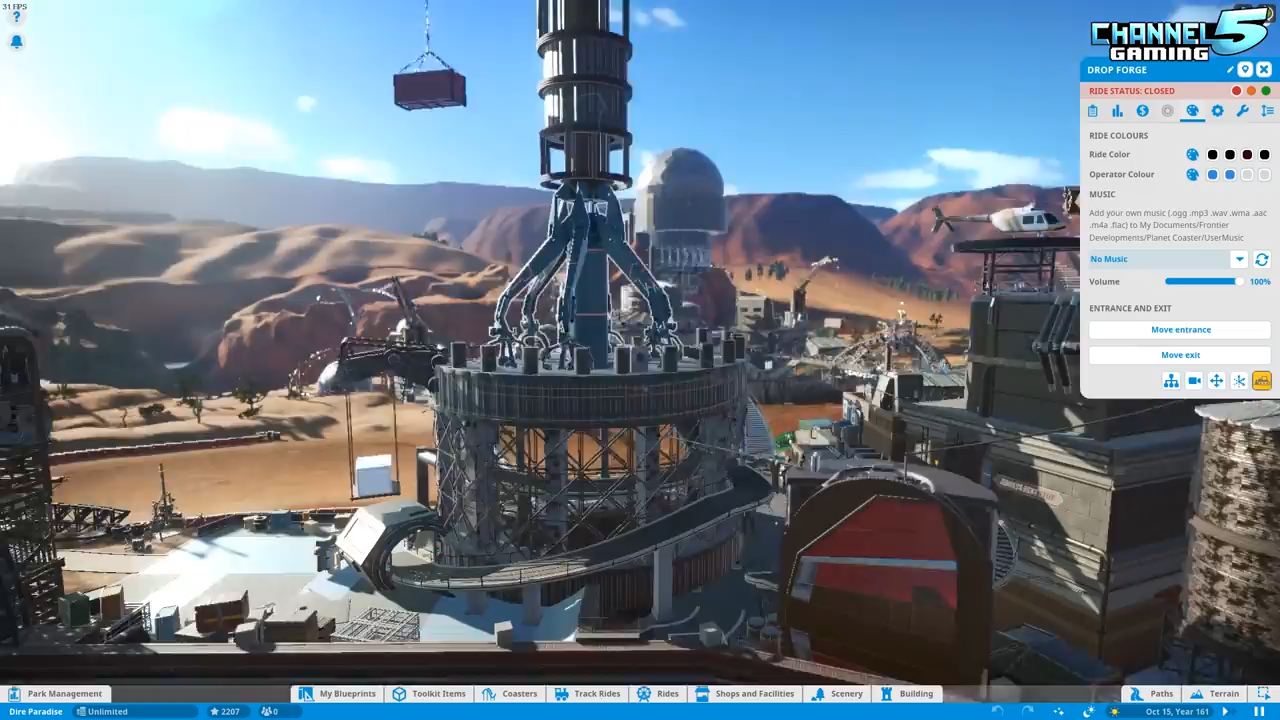 31 FPS
?
CHANNEL 5
GAMING
DROP FORGE
RIDE STATUS: CLOSED
RIDE COLOURS
Ride Color
Operator Colour
MUSIC
Add your own music (.ogg .mp3 .wav .wma .aac
.m4a .flac) to My Documents/Frontier
Developments/Planet Coaster/UserMusic
No Music
Volume 100%
ENTRANCE AND EXIT
Move entrance
Move exit
Park Management My Blueprints Toolkit Items Coasters Track Rides Rides Shops and Facilities Scenery Building Paths Terrain
Dire Paradise Unlimited 2207 0 Oct 15, Year 161